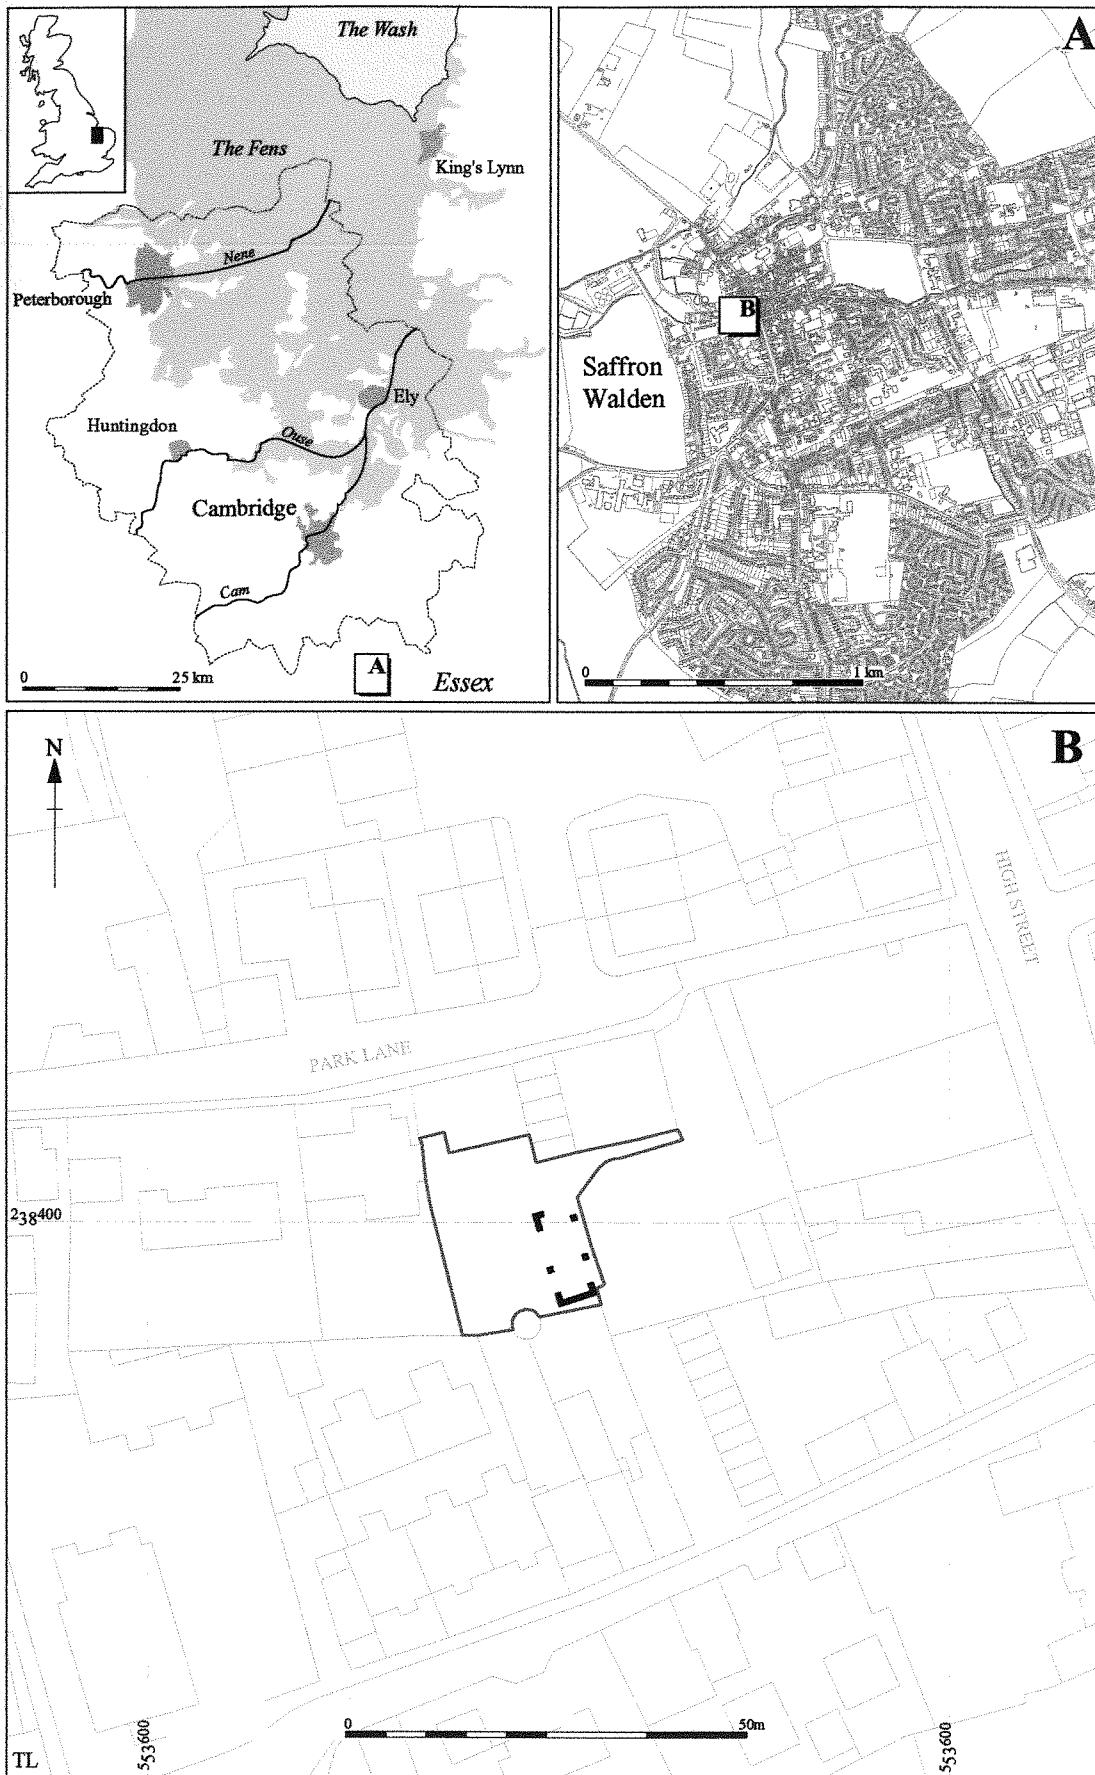 The Wash
The Fens
King's Lynn
Nene
Peterborough
Ely
Huntingdon
Ouse
Cambridge
Cam
0 25 km
A
Essex
A
B
Saffron
Walden
0 1 km
N
B
HIGH STREET
PARK LANE
238400
0 50m
TL
553600
553600